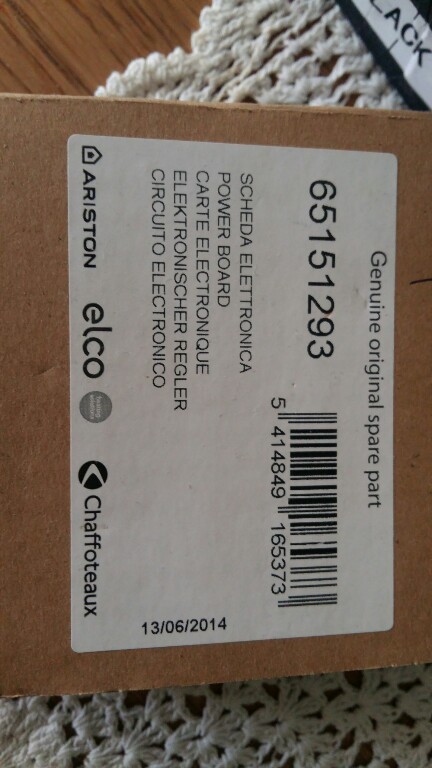 LACK
Genuine original spare part
65151293
5 414849 165373
SCHEDA ELETTRONICA
POWER BOARD
CARTE ELECTRONIQUE
ELEKTRONISCHER REGLER
CIRCUITO ELECTRONICO
ARISTON
elco
Chaffoteaux
13/06/2014